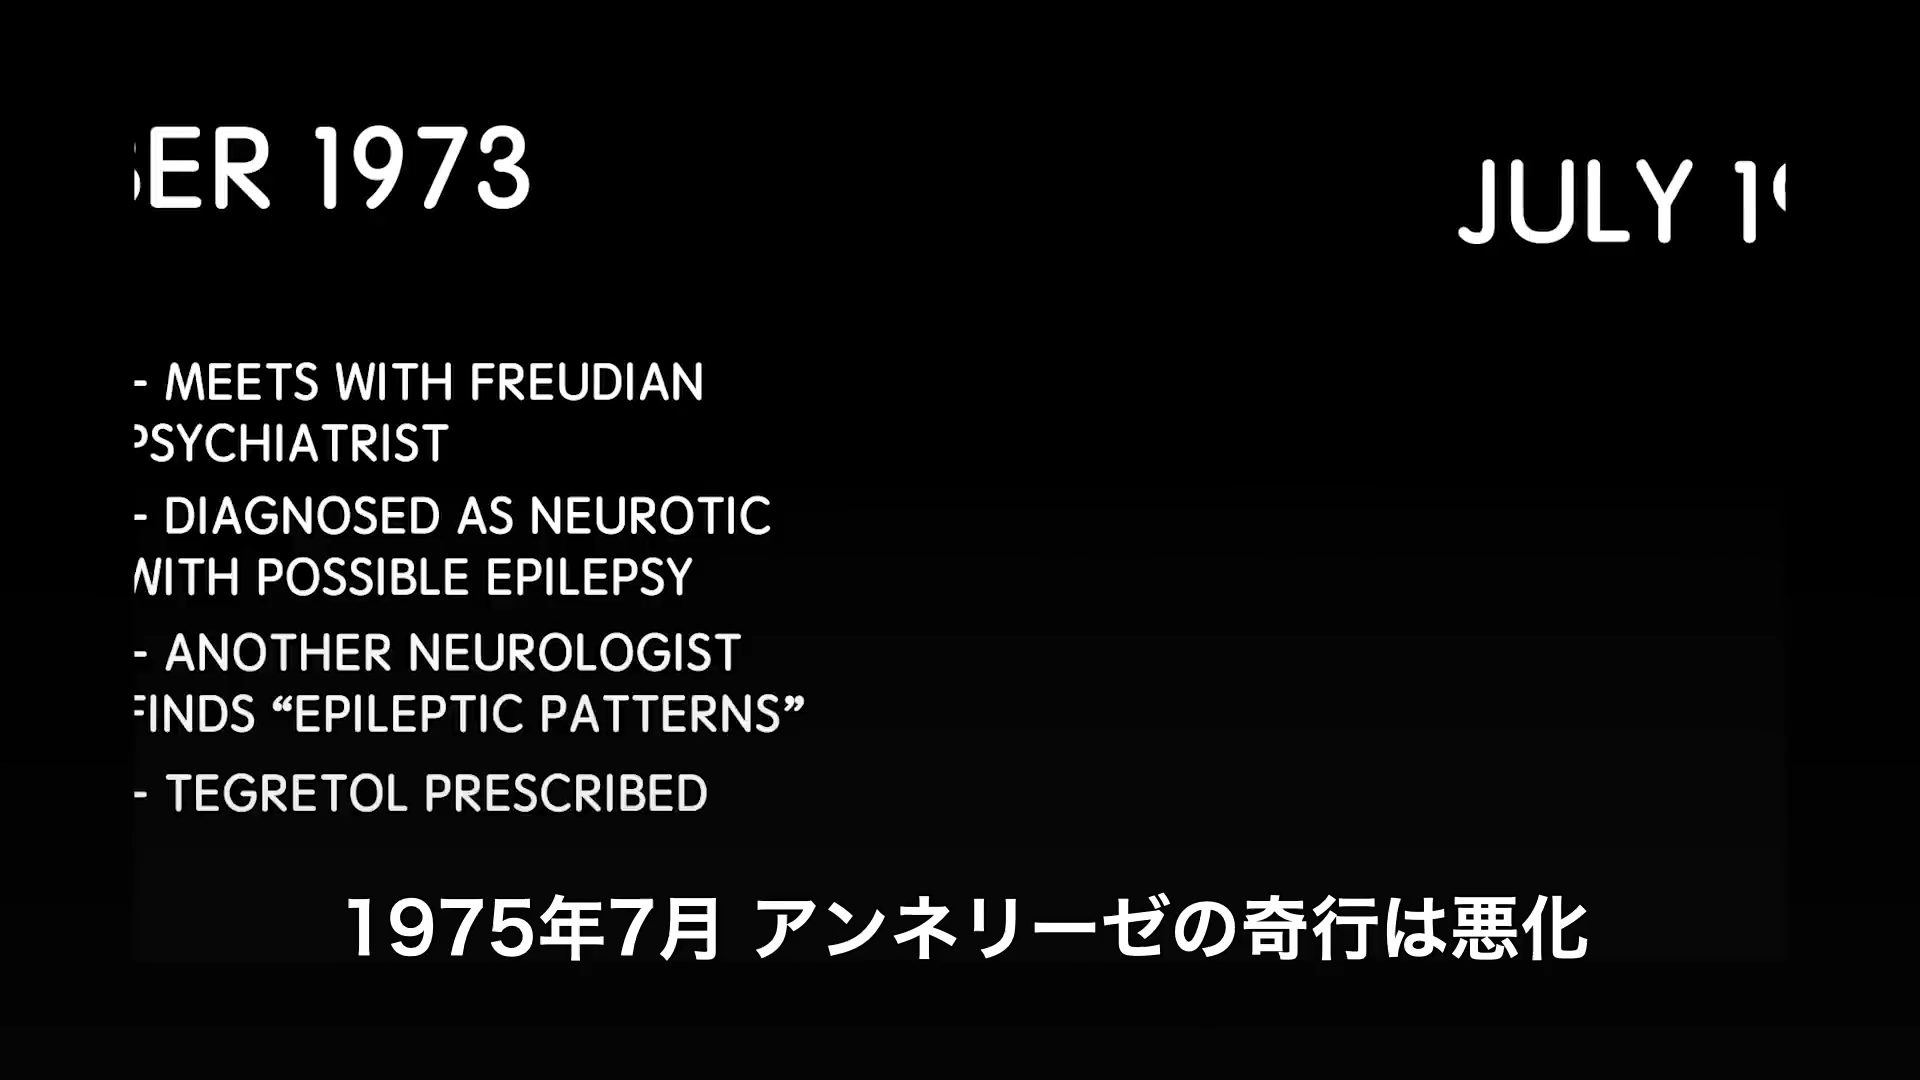 BER 1973
JULY 19
- MEETS WITH FREUDIAN
PSYCHIATRIST
- DIAGNOSED AS NEUROTIC
WITH POSSIBLE EPILEPSY
- ANOTHER NEUROLOGIST
FINDS “EPILEPTIC PATTERNS”
- TEGRETOL PRESCRIBED
1975年7月 アンネリーゼの奇行は悪化